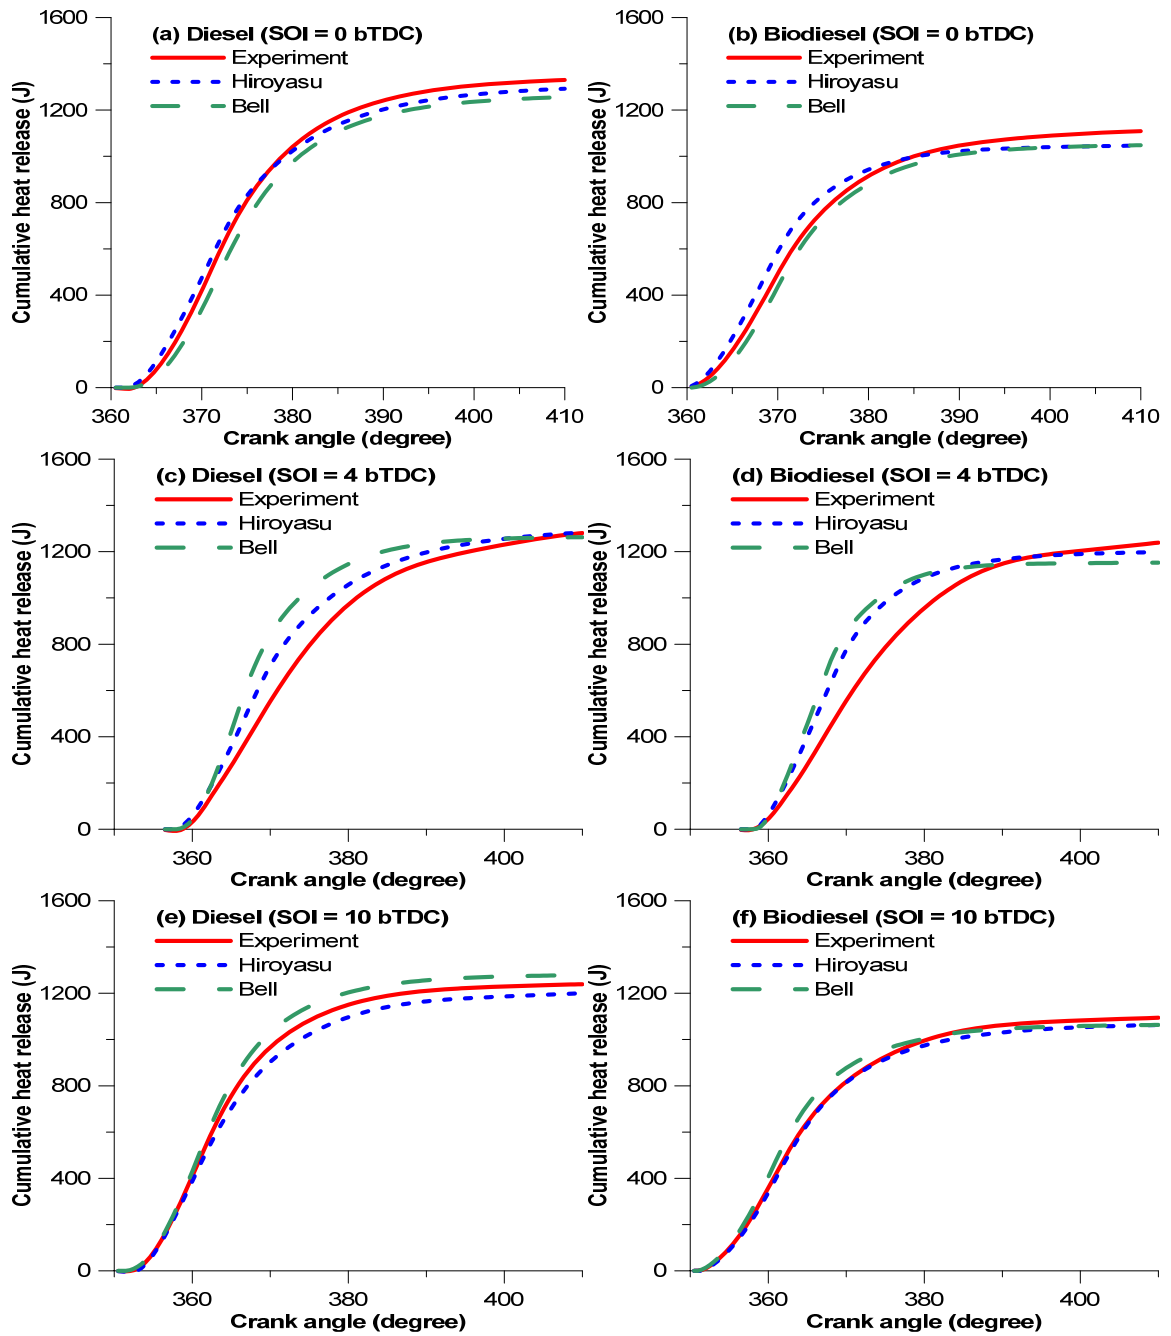 (a) Diesel (SOI = 0 bTDC)
Experiment
Hiroyasu
Bell
1600
1200
800
400
0
360 370 380 390 400 410
Crank angle (degree)
Cumulative heat release (J)
(b) Biodiesel (SOI = 0 bTDC)
Experiment
Hiroyasu
Bell
1600
1200
800
400
0
360 370 380 390 400 410
Crank angle (degree)
Cumulative heat release (J)
(c) Diesel (SOI = 4 bTDC)
Experiment
Hiroyasu
Bell
1600
1200
800
400
0
360 380 400
Crank angle (degree)
Cumulative heat release (J)
(d) Biodiesel (SOI = 4 bTDC)
Experiment
Hiroyasu
Bell
1600
1200
800
400
0
360 380 400
Crank angle (degree)
Cumulative heat release (J)
(e) Diesel (SOI = 10 bTDC)
Experiment
Hiroyasu
Bell
1600
1200
800
400
0
360 380 400
Crank angle (degree)
Cumulative heat release (J)
(f) Biodiesel (SOI = 10 bTDC)
Experiment
Hiroyasu
Bell
1600
1200
800
400
0
360 380 400
Crank angle (degree)
Cumulative heat release (J)